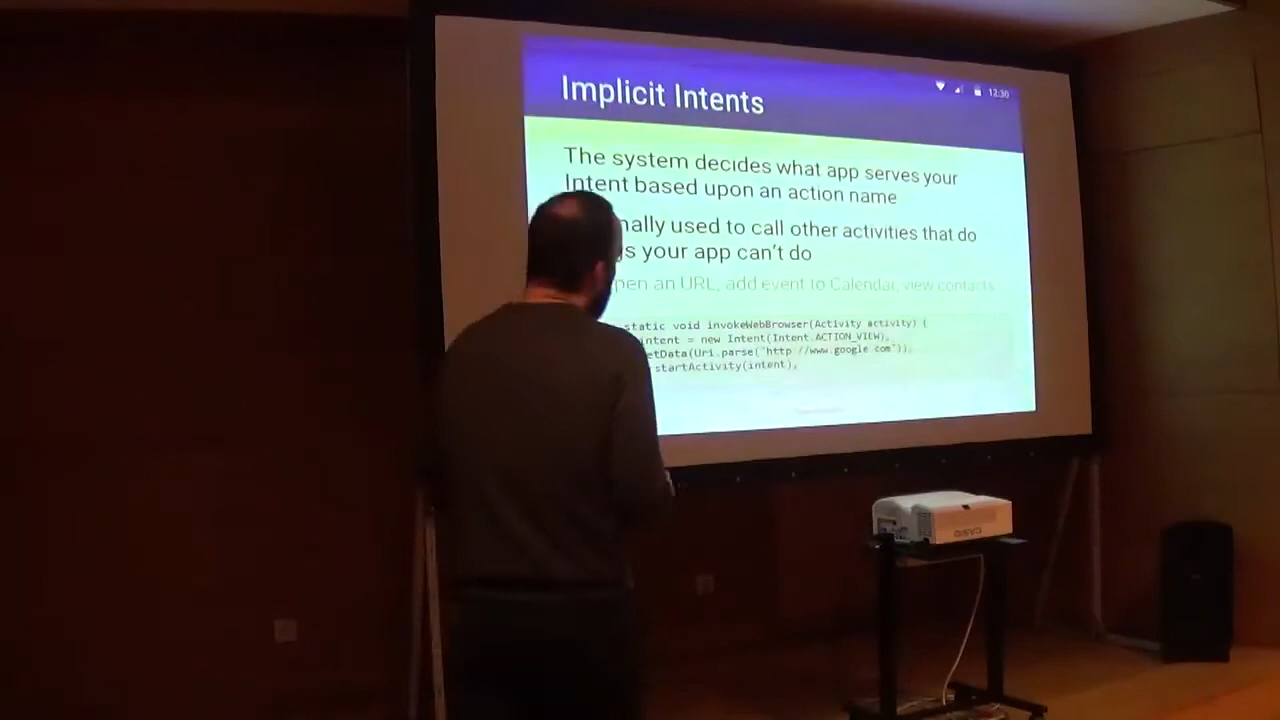 Implicit Intents
12:30
The system decides what app serves your
Intent based upon an action name
nally used to call other activities that do
s your app can't do
pen an URL, add event to Calendar, view contacts
static void invokeWebBrowser(Activity activity) {
intent = new Intent(Intent.ACTION_VIEW);
etData(Uri.parse("http://www.google.com"));
startActivity(intent);
CASIO